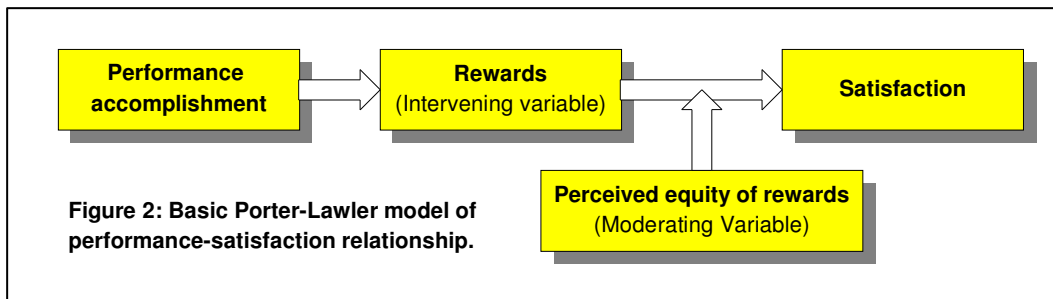 Performance
accomplishment
Rewards
(Intervening variable)
Satisfaction
Perceived equity of rewards
(Moderating Variable)
Figure 2: Basic Porter-Lawler model of
performance-satisfaction relationship.